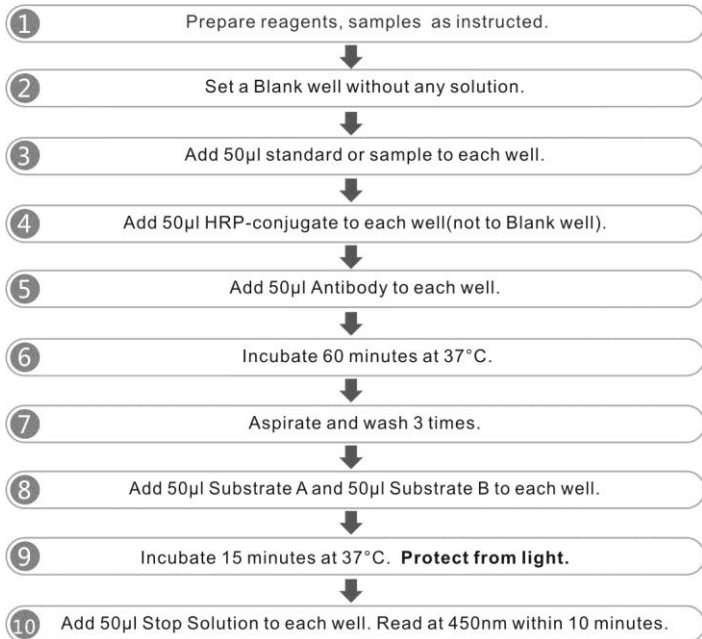 1 Prepare reagents, samples as instructed.
2 Set a Blank well without any solution.
3 Add 50µl standard or sample to each well.
4 Add 50µl HRP-conjugate to each well(not to Blank well).
5 Add 50µl Antibody to each well.
6 Incubate 60 minutes at 37°C.
7 Aspirate and wash 3 times.
8 Add 50µl Substrate A and 50µl Substrate B to each well.
9 Incubate 15 minutes at 37°C. Protect from light.
10 Add 50µl Stop Solution to each well. Read at 450nm within 10 minutes.